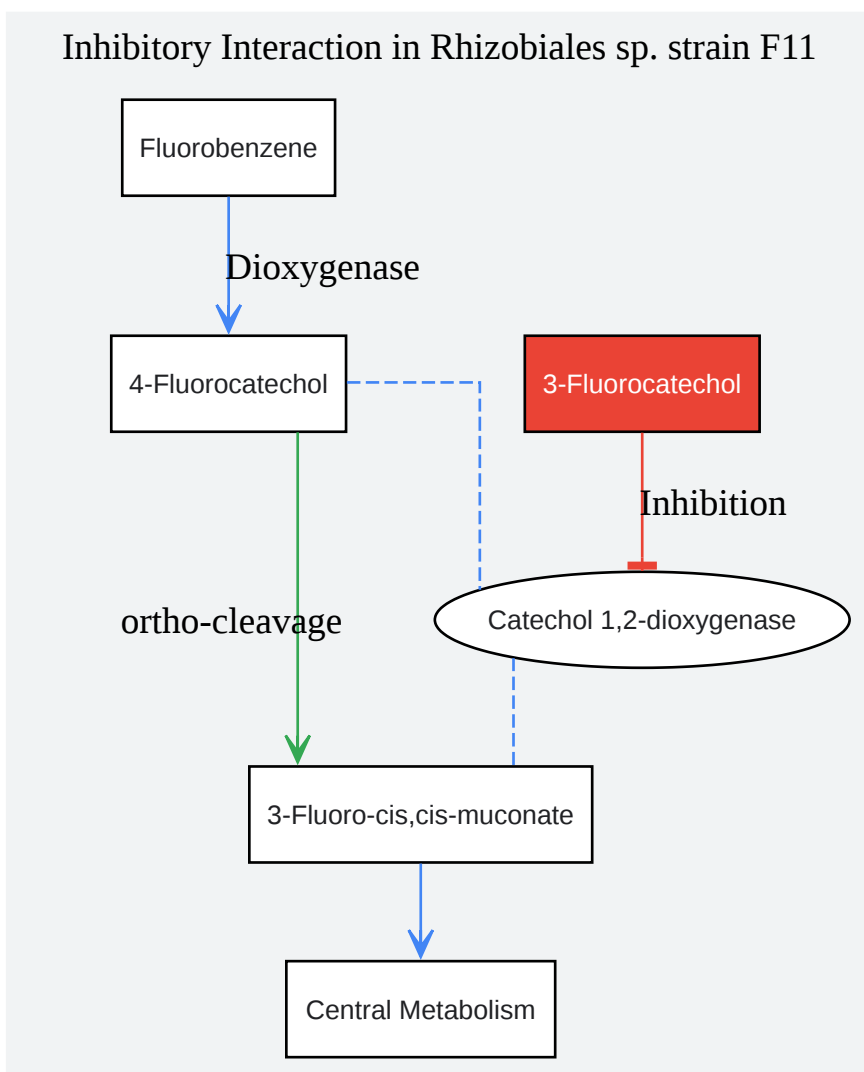 Inhibitory Interaction in Rhizobiales sp. strain F11
Fluorobenzene
Dioxygenase
4-Fluorocatechol
3-Fluorocatechol
Inhibition
ortho-cleavage
Catechol 1,2-dioxygenase
3-Fluoro-cis,cis-muconate
Central Metabolism